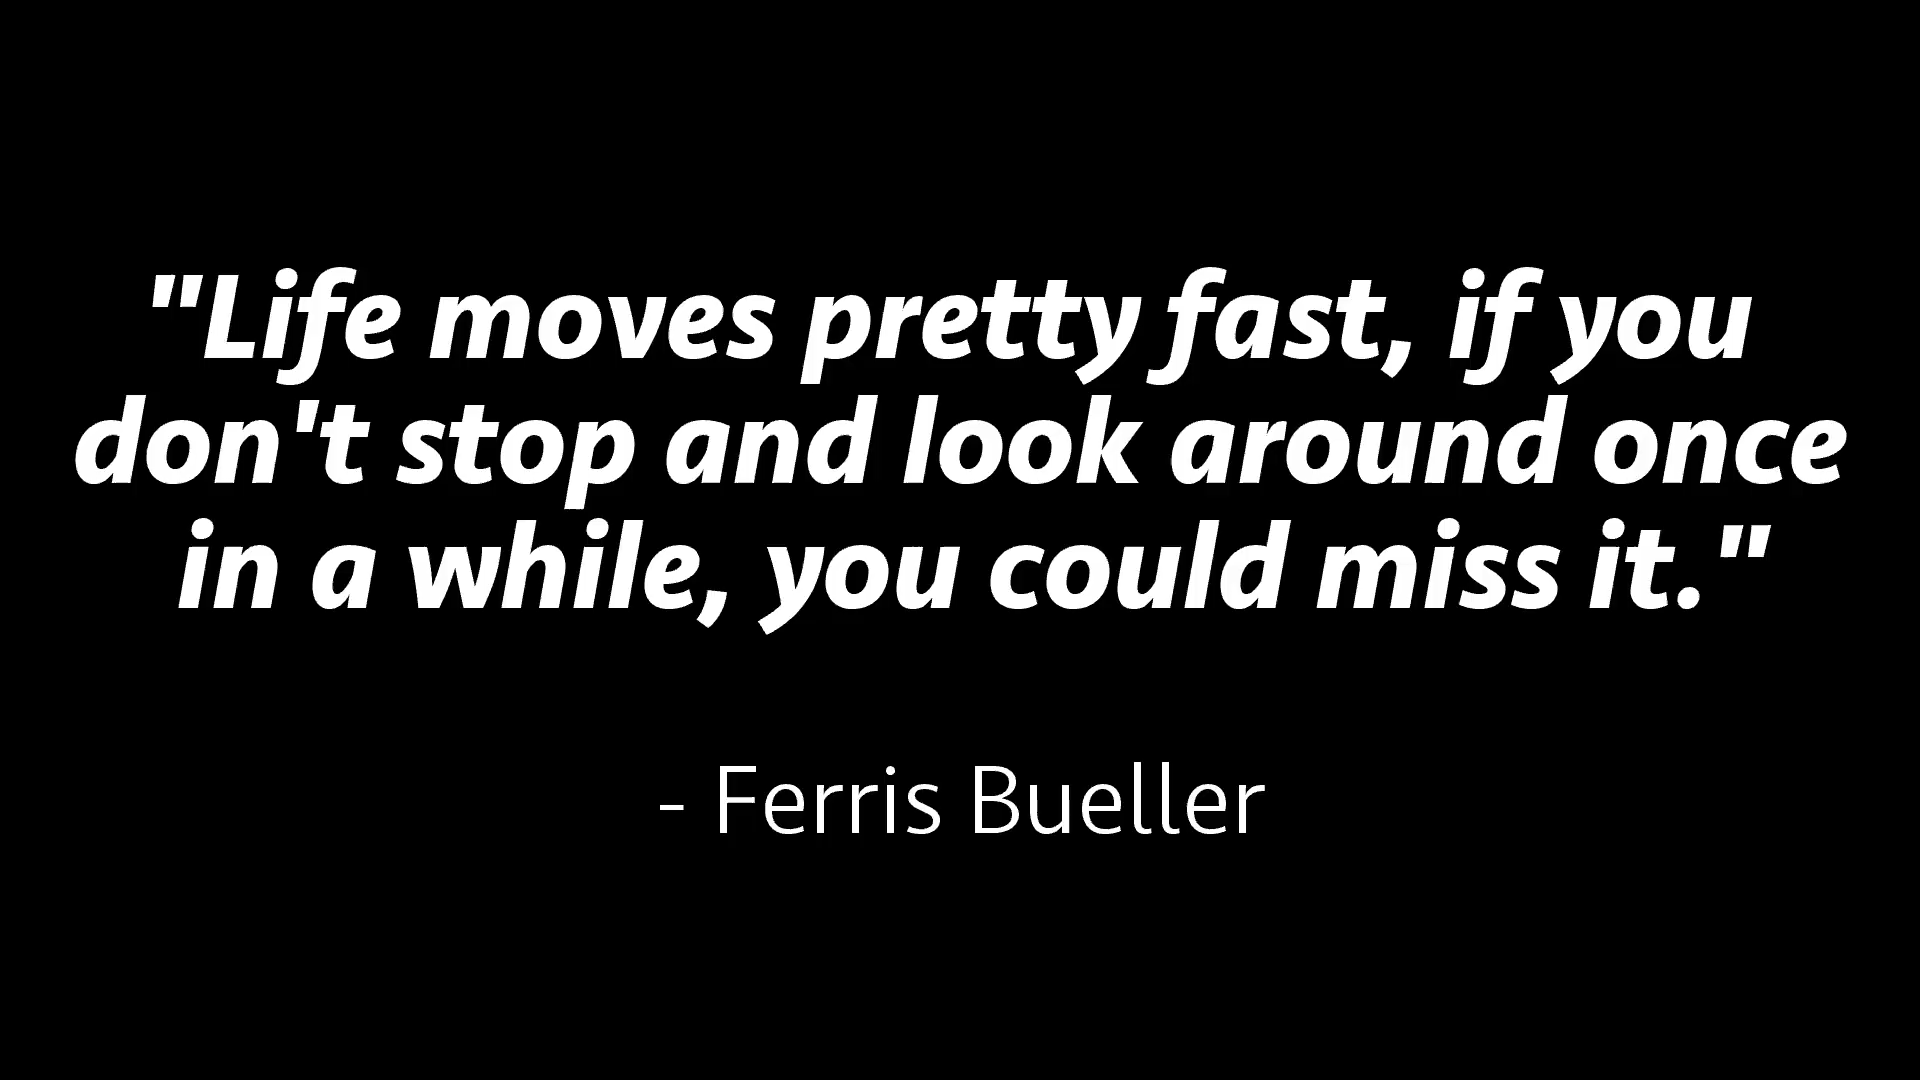 "Life moves pretty fast, if you
don't stop and look around once
in a while, you could miss it."
- Ferris Bueller